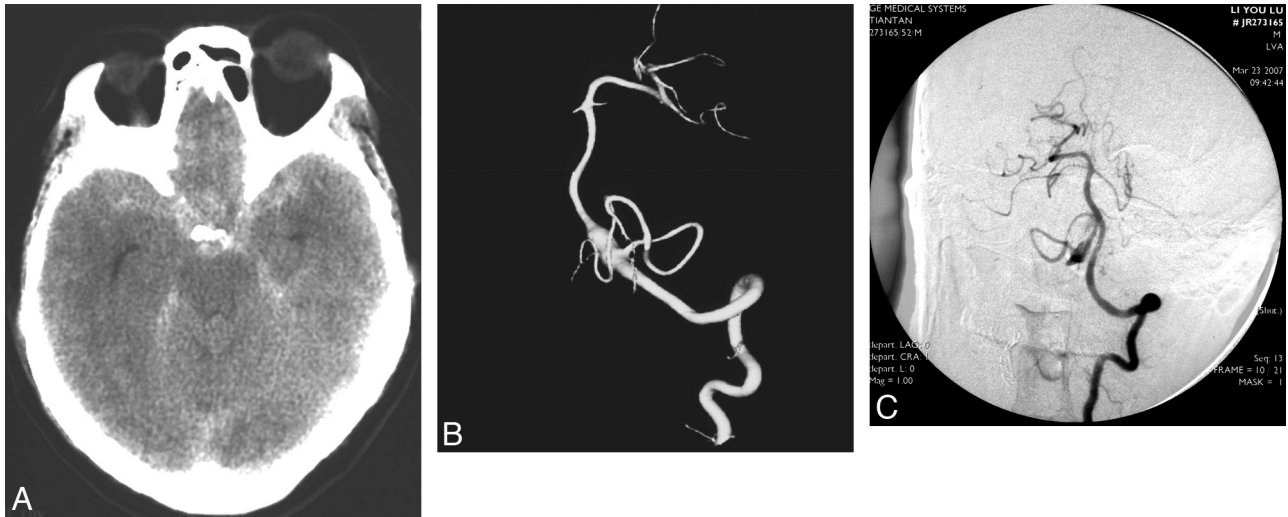 A
B
GE MEDICAL SYSTEMS
TIANTAN
273165/52/M
LI YOU LU
# JR273165
M
LVA
Mar 23 2007
09:42:44
(Shut.)
depart. LAO: 0
depart. CRA: 1
depart. L: 0
Mag = 1.00
Seq: 13
FRAME = 10 / 21
MASK = 1
C